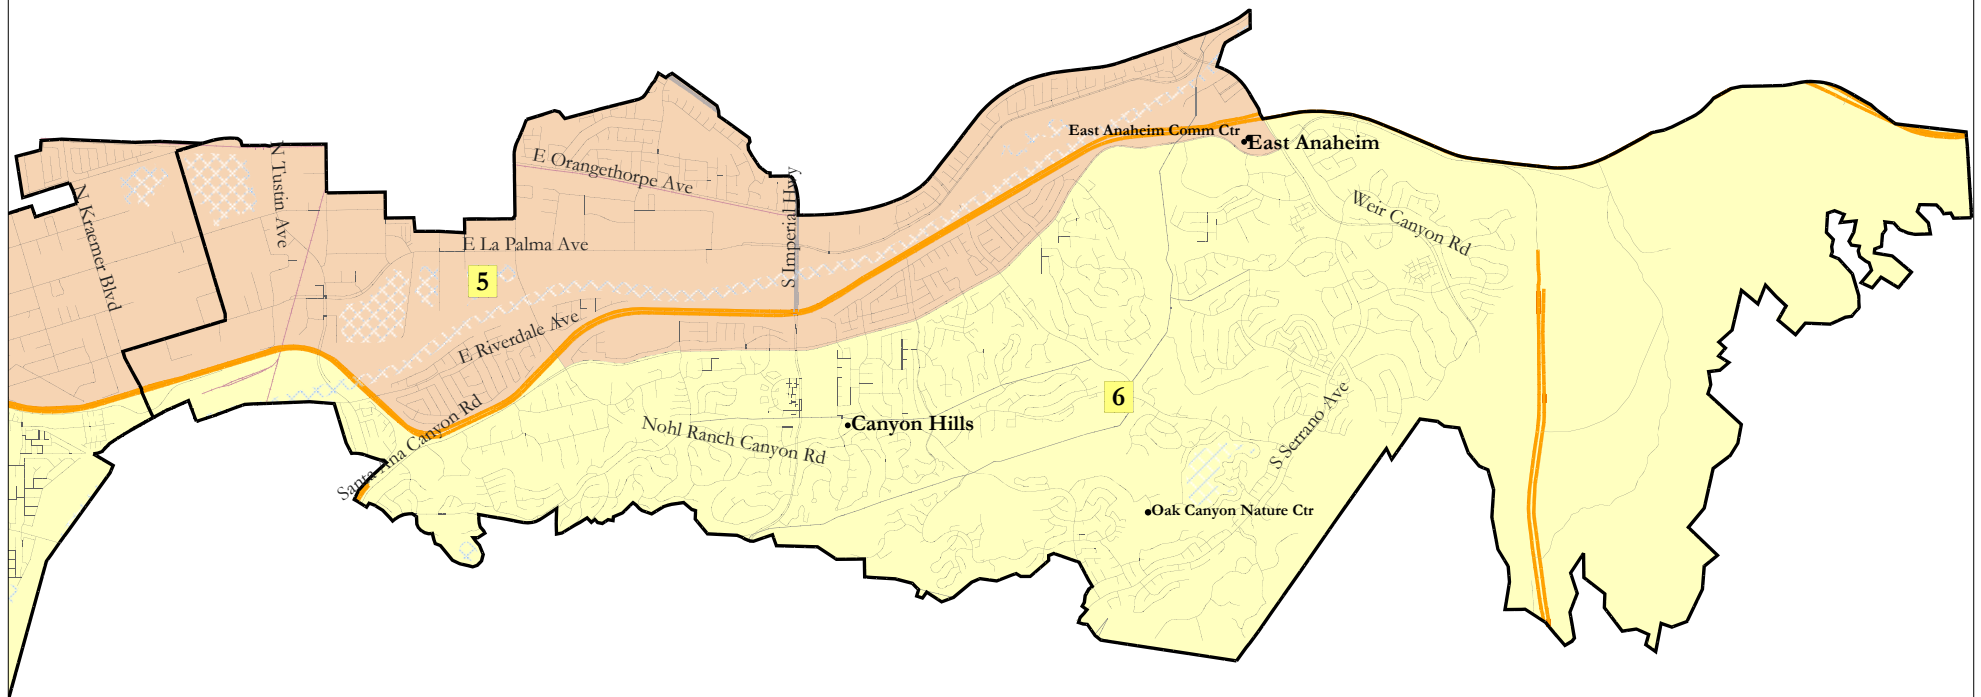 East Anaheim Comm Ctr
East Anaheim
N Tustin Ave
E Orangethorpe Ave
N Kraemer Blvd
S Imperial Hwy
Weir Canyon Rd
E La Palma Ave
5
E Riverdale Ave
6
Santa Ana Canyon Rd
Nohl Ranch Canyon Rd
Canyon Hills
S Serrano Ave
Oak Canyon Nature Ctr